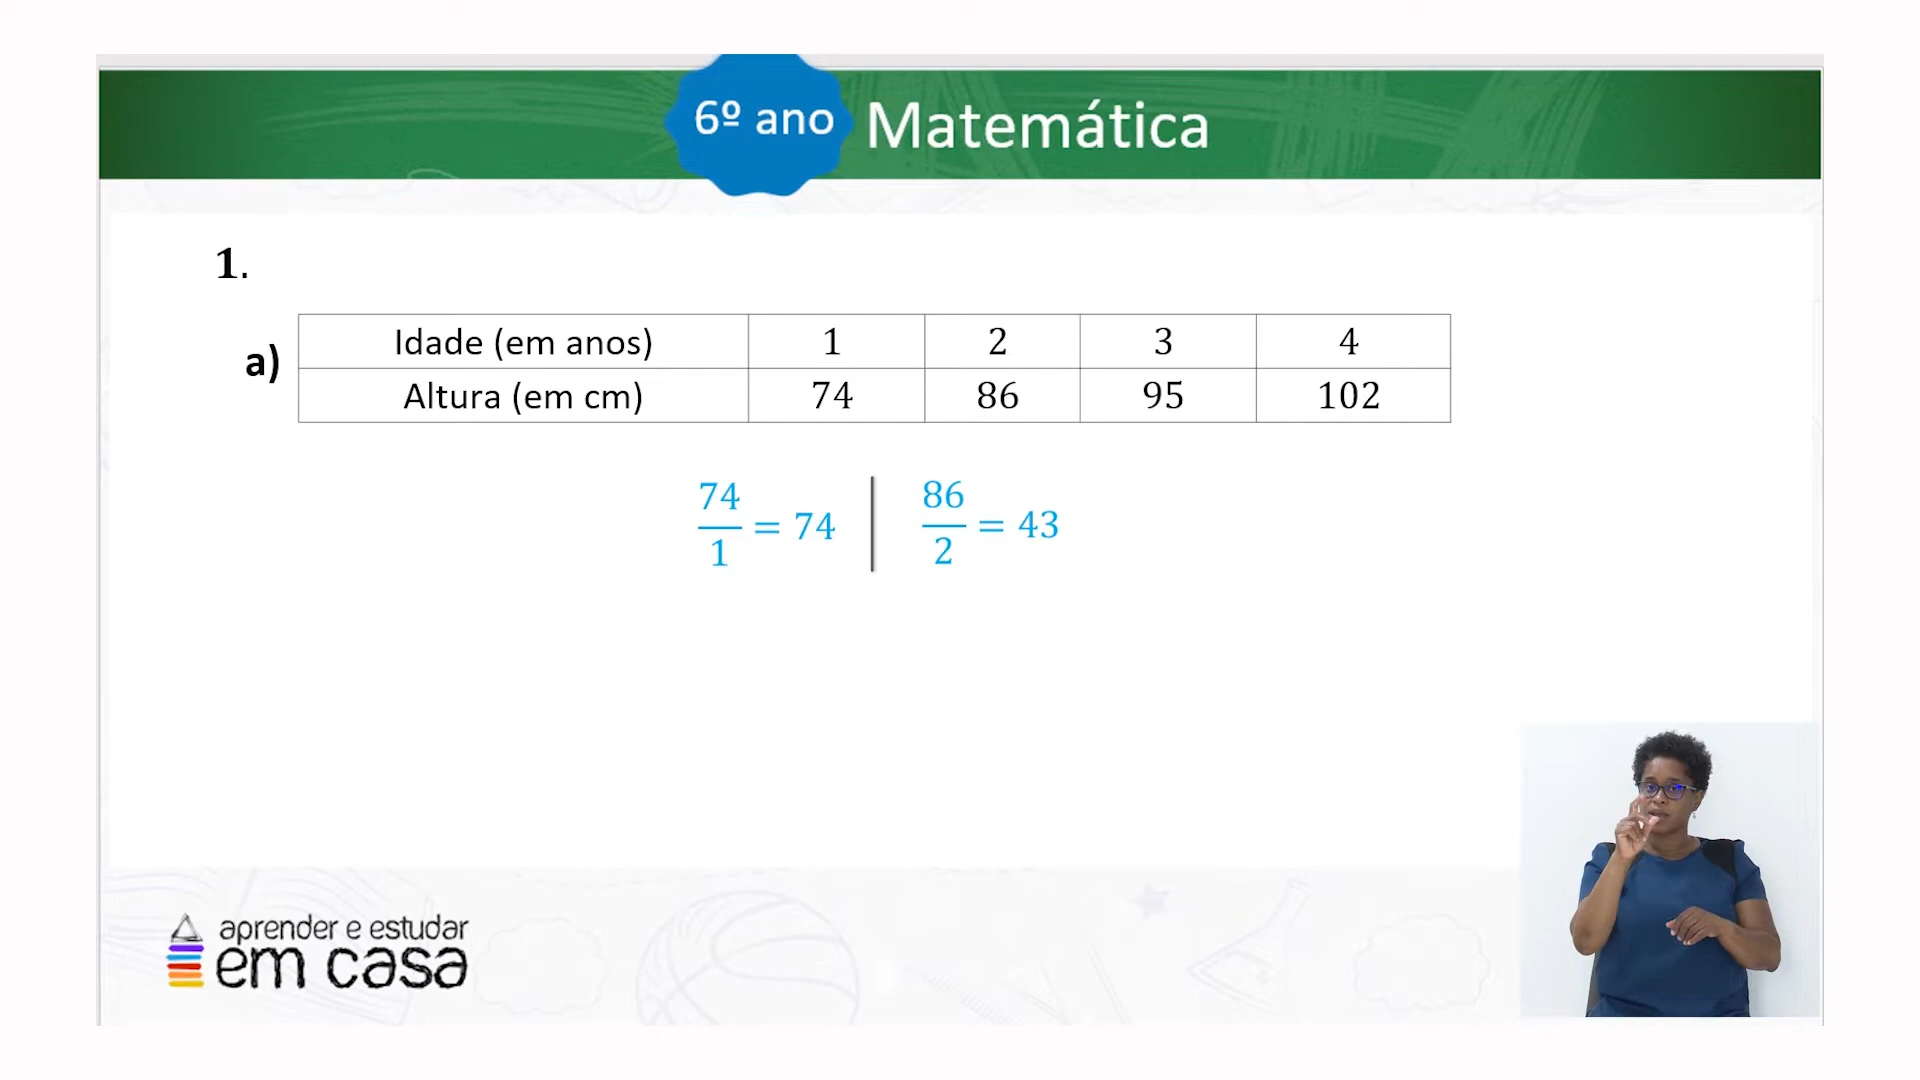 6º ano Matemática
1.
a)
Idade (em anos) 1 2 3 4
Altura (em cm) 74 86 95 102
74/1 = 74 | 86/2 = 43
aprender e estudar
em casa